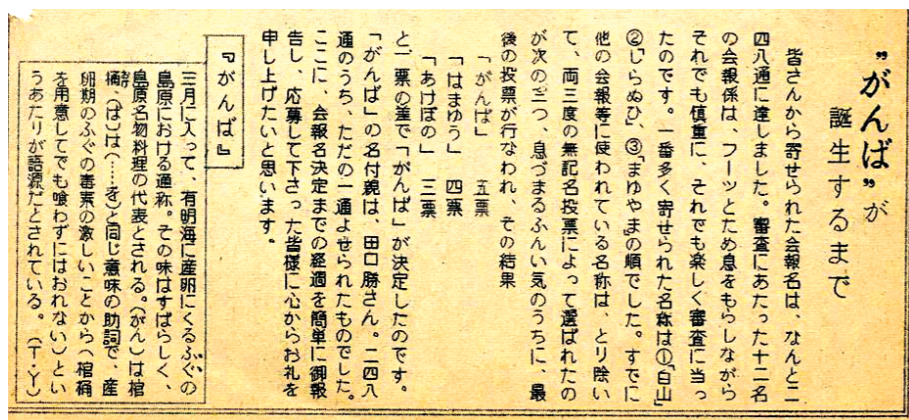 "がんば"が
誕生するまで
皆さんから寄せられた会報名は、なんと二
四八通に達しました。審査にあたった十二名
の会報係は、フーッとため息をもらしながら
それでも慎重に、それでも楽しく審査に当っ
たのです。一番多く寄せられた名称は①「白山」
②「しらぬひ」、③「まゆやま」の順でした。すでに
他の会報等に使われている名称は、とり除い
て、両三度の無記名投票によって選ばれたの
が次の三つ、息づまるふんい気のうちに、最
後の投票が行なわれ、その結果
「がんば」 五票
「はまゆう」 四票
「あけぼの」 三票
と一票の差で「がんば」が決定したのです。
「がんば」の名付親は、田口勝さん。二四八
通のうち、ただの一通よせられたものでした。
ここに、会報名決定までの経過を簡単に御報
告し、応募して下さった皆様に心からお礼を
申し上げたいと思います。
『がんば』
三月に入って、有明海に産卵にくるふぐの
島原における通称。その味はすばらしく、
島原名物料理の代表とされる。(がん)は棺
桶、(ば)は(……を)と同じ意味の助詞で、産
卵期のふぐの毒素の激しいことから(棺桶
を用意してでも喰わずにはおれない)とい
うあたりが語源だとされている。 (T・Y)